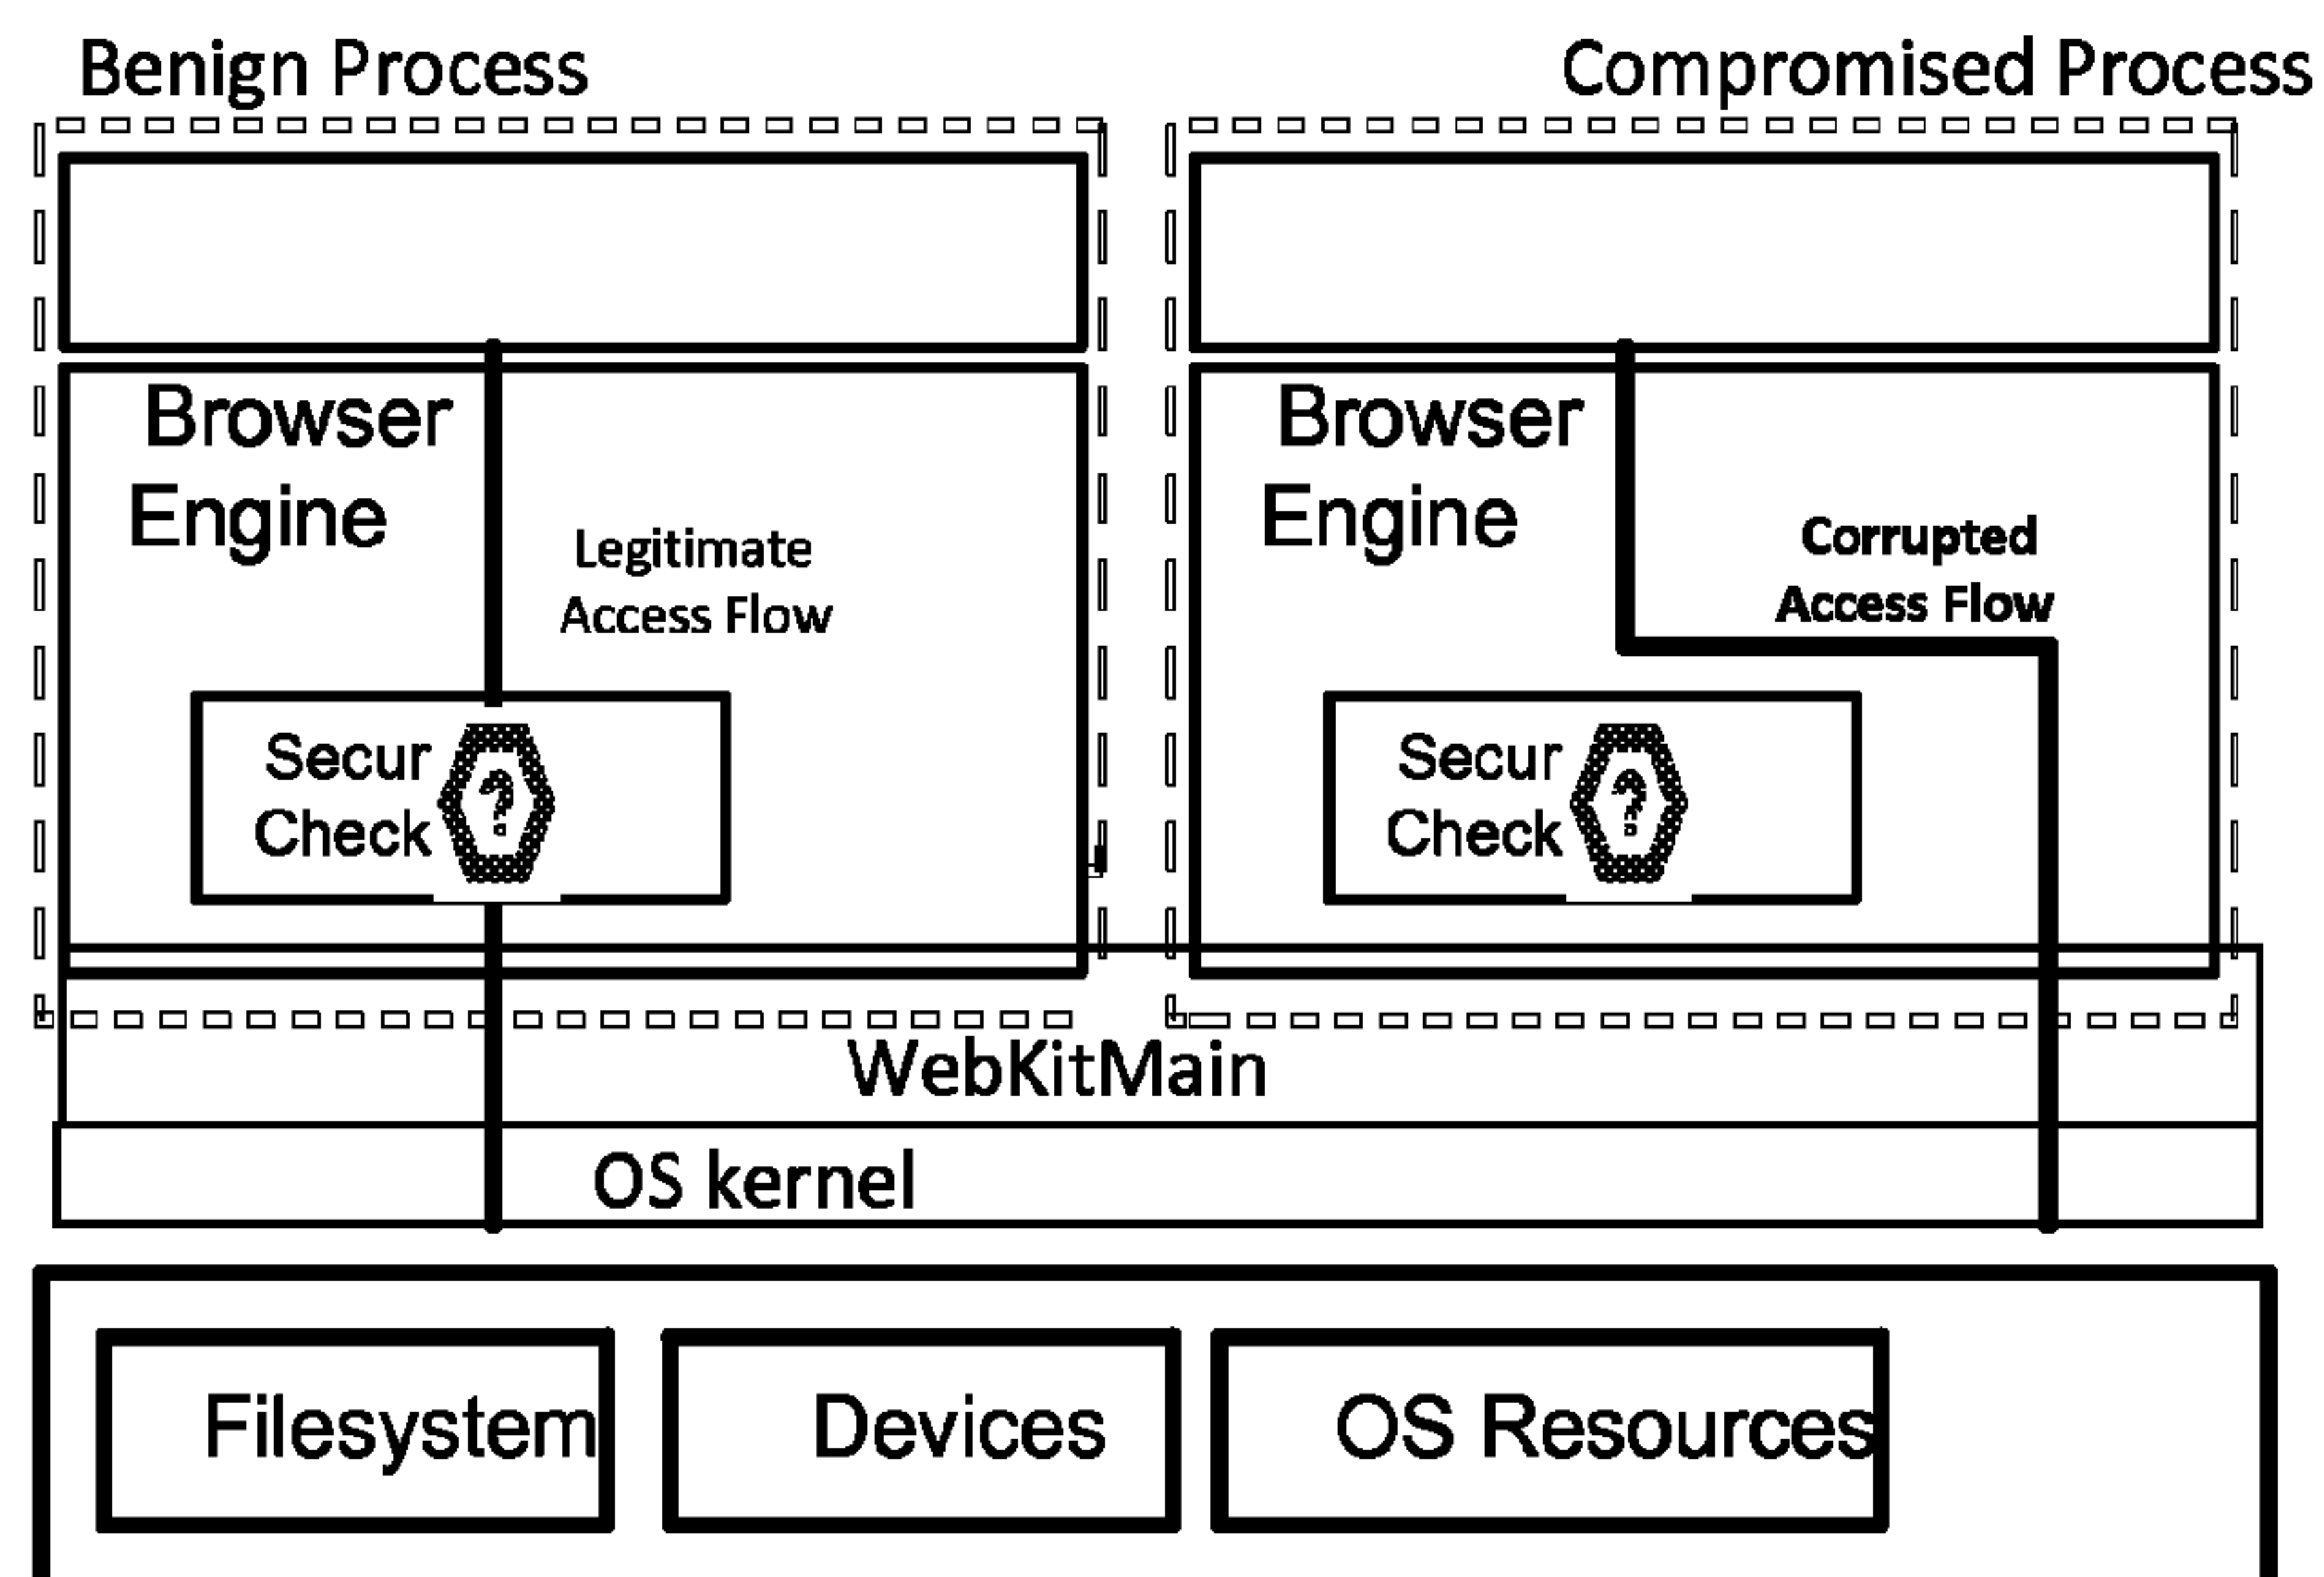 Benign Process
Compromised Process
Browser
Engine
Legitimate
Access Flow
Secur
Check
?
Browser
Engine
Corrupted
Access Flow
Secur
Check
?
WebKitMain
OS kernel
Filesystem
Devices
OS Resources